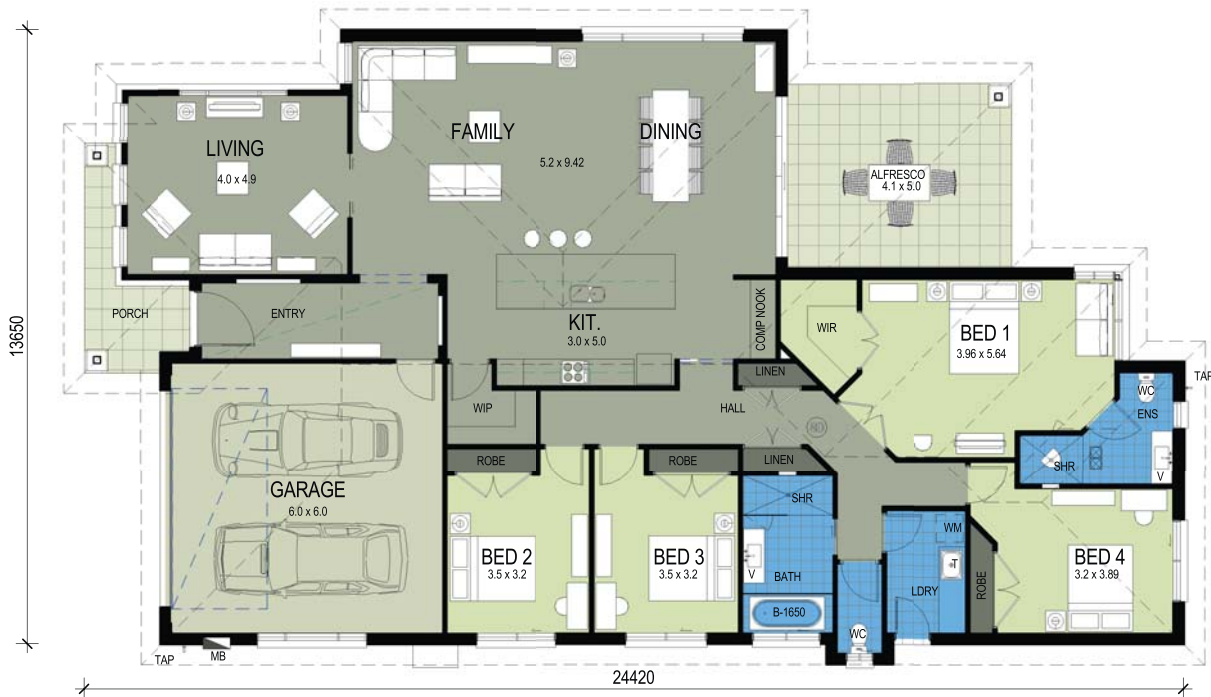 13650
LIVING
4.0 x 4.9
FAMILY
DINING
5.2 x 9.42
ALFRESCO
4.1 x 5.0
PORCH
ENTRY
KIT.
3.0 x 5.0
COMP NOOK
WIR
BED 1
3.96 x 5.64
LINEN
WIP
HALL
WC
TAP
ENS
SHR
V
LINEN
ROBE
ROBE
GARAGE
6.0 x 6.0
BED 2
3.5 x 3.2
BED 3
3.5 x 3.2
SHR
V
BATH
B-1650
WC
WM
T
LDRY
ROBE
BED 4
3.2 x 3.89
TAP
MB
24420